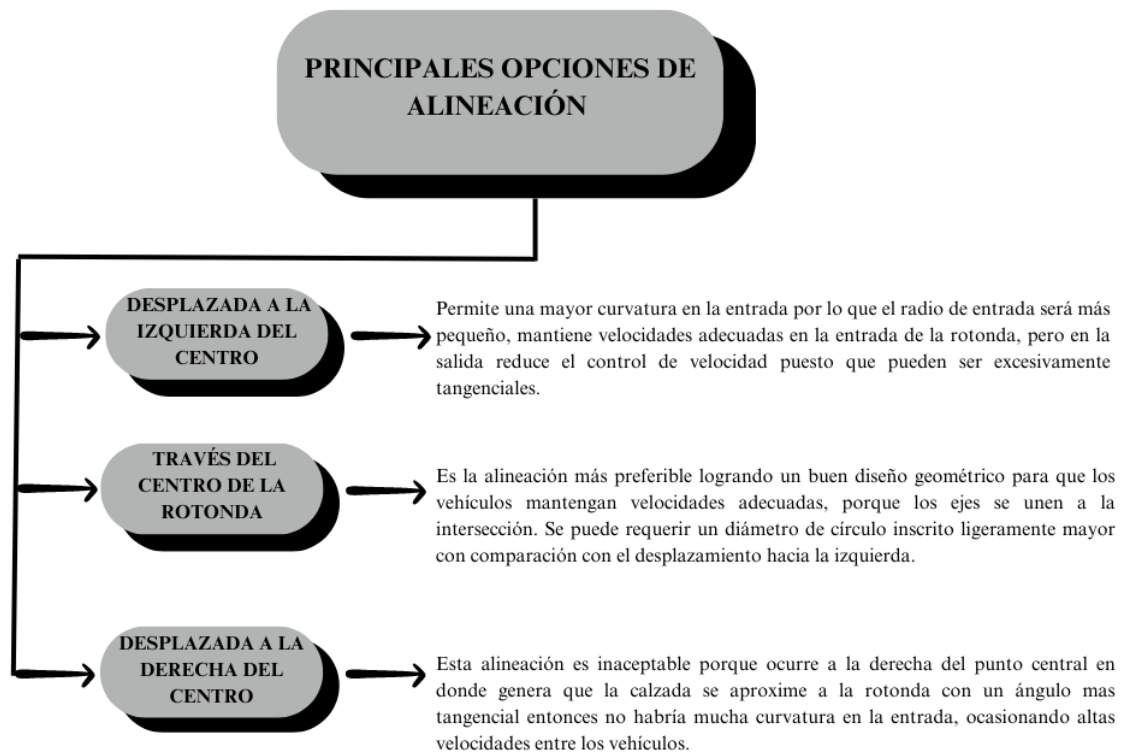 PRINCIPALES OPCIONES DE
ALINEACIÓN
DESPLAZADA A LA
IZQUIERDA DEL
CENTRO
Permite una mayor curvatura en la entrada por lo que el radio de entrada será más
pequeño, mantiene velocidades adecuadas en la entrada de la rotonda, pero en la
salida reduce el control de velocidad puesto que pueden ser excesivamente
tangenciales.
TRAVÉS DEL
CENTRO DE LA
ROTONDA
Es la alineación más preferible logrando un buen diseño geométrico para que los
vehículos mantengan velocidades adecuadas, porque los ejes se unen a la
intersección. Se puede requerir un diámetro de círculo inscrito ligeramente mayor
con comparación con el desplazamiento hacia la izquierda.
DESPLAZADA A LA
DERECHA DEL
CENTRO
Esta alineación es inaceptable porque ocurre a la derecha del punto central en
donde genera que la calzada se aproxime a la rotonda con un ángulo mas
tangencial entonces no habría mucha curvatura en la entrada, ocasionando altas
velocidades entre los vehículos.